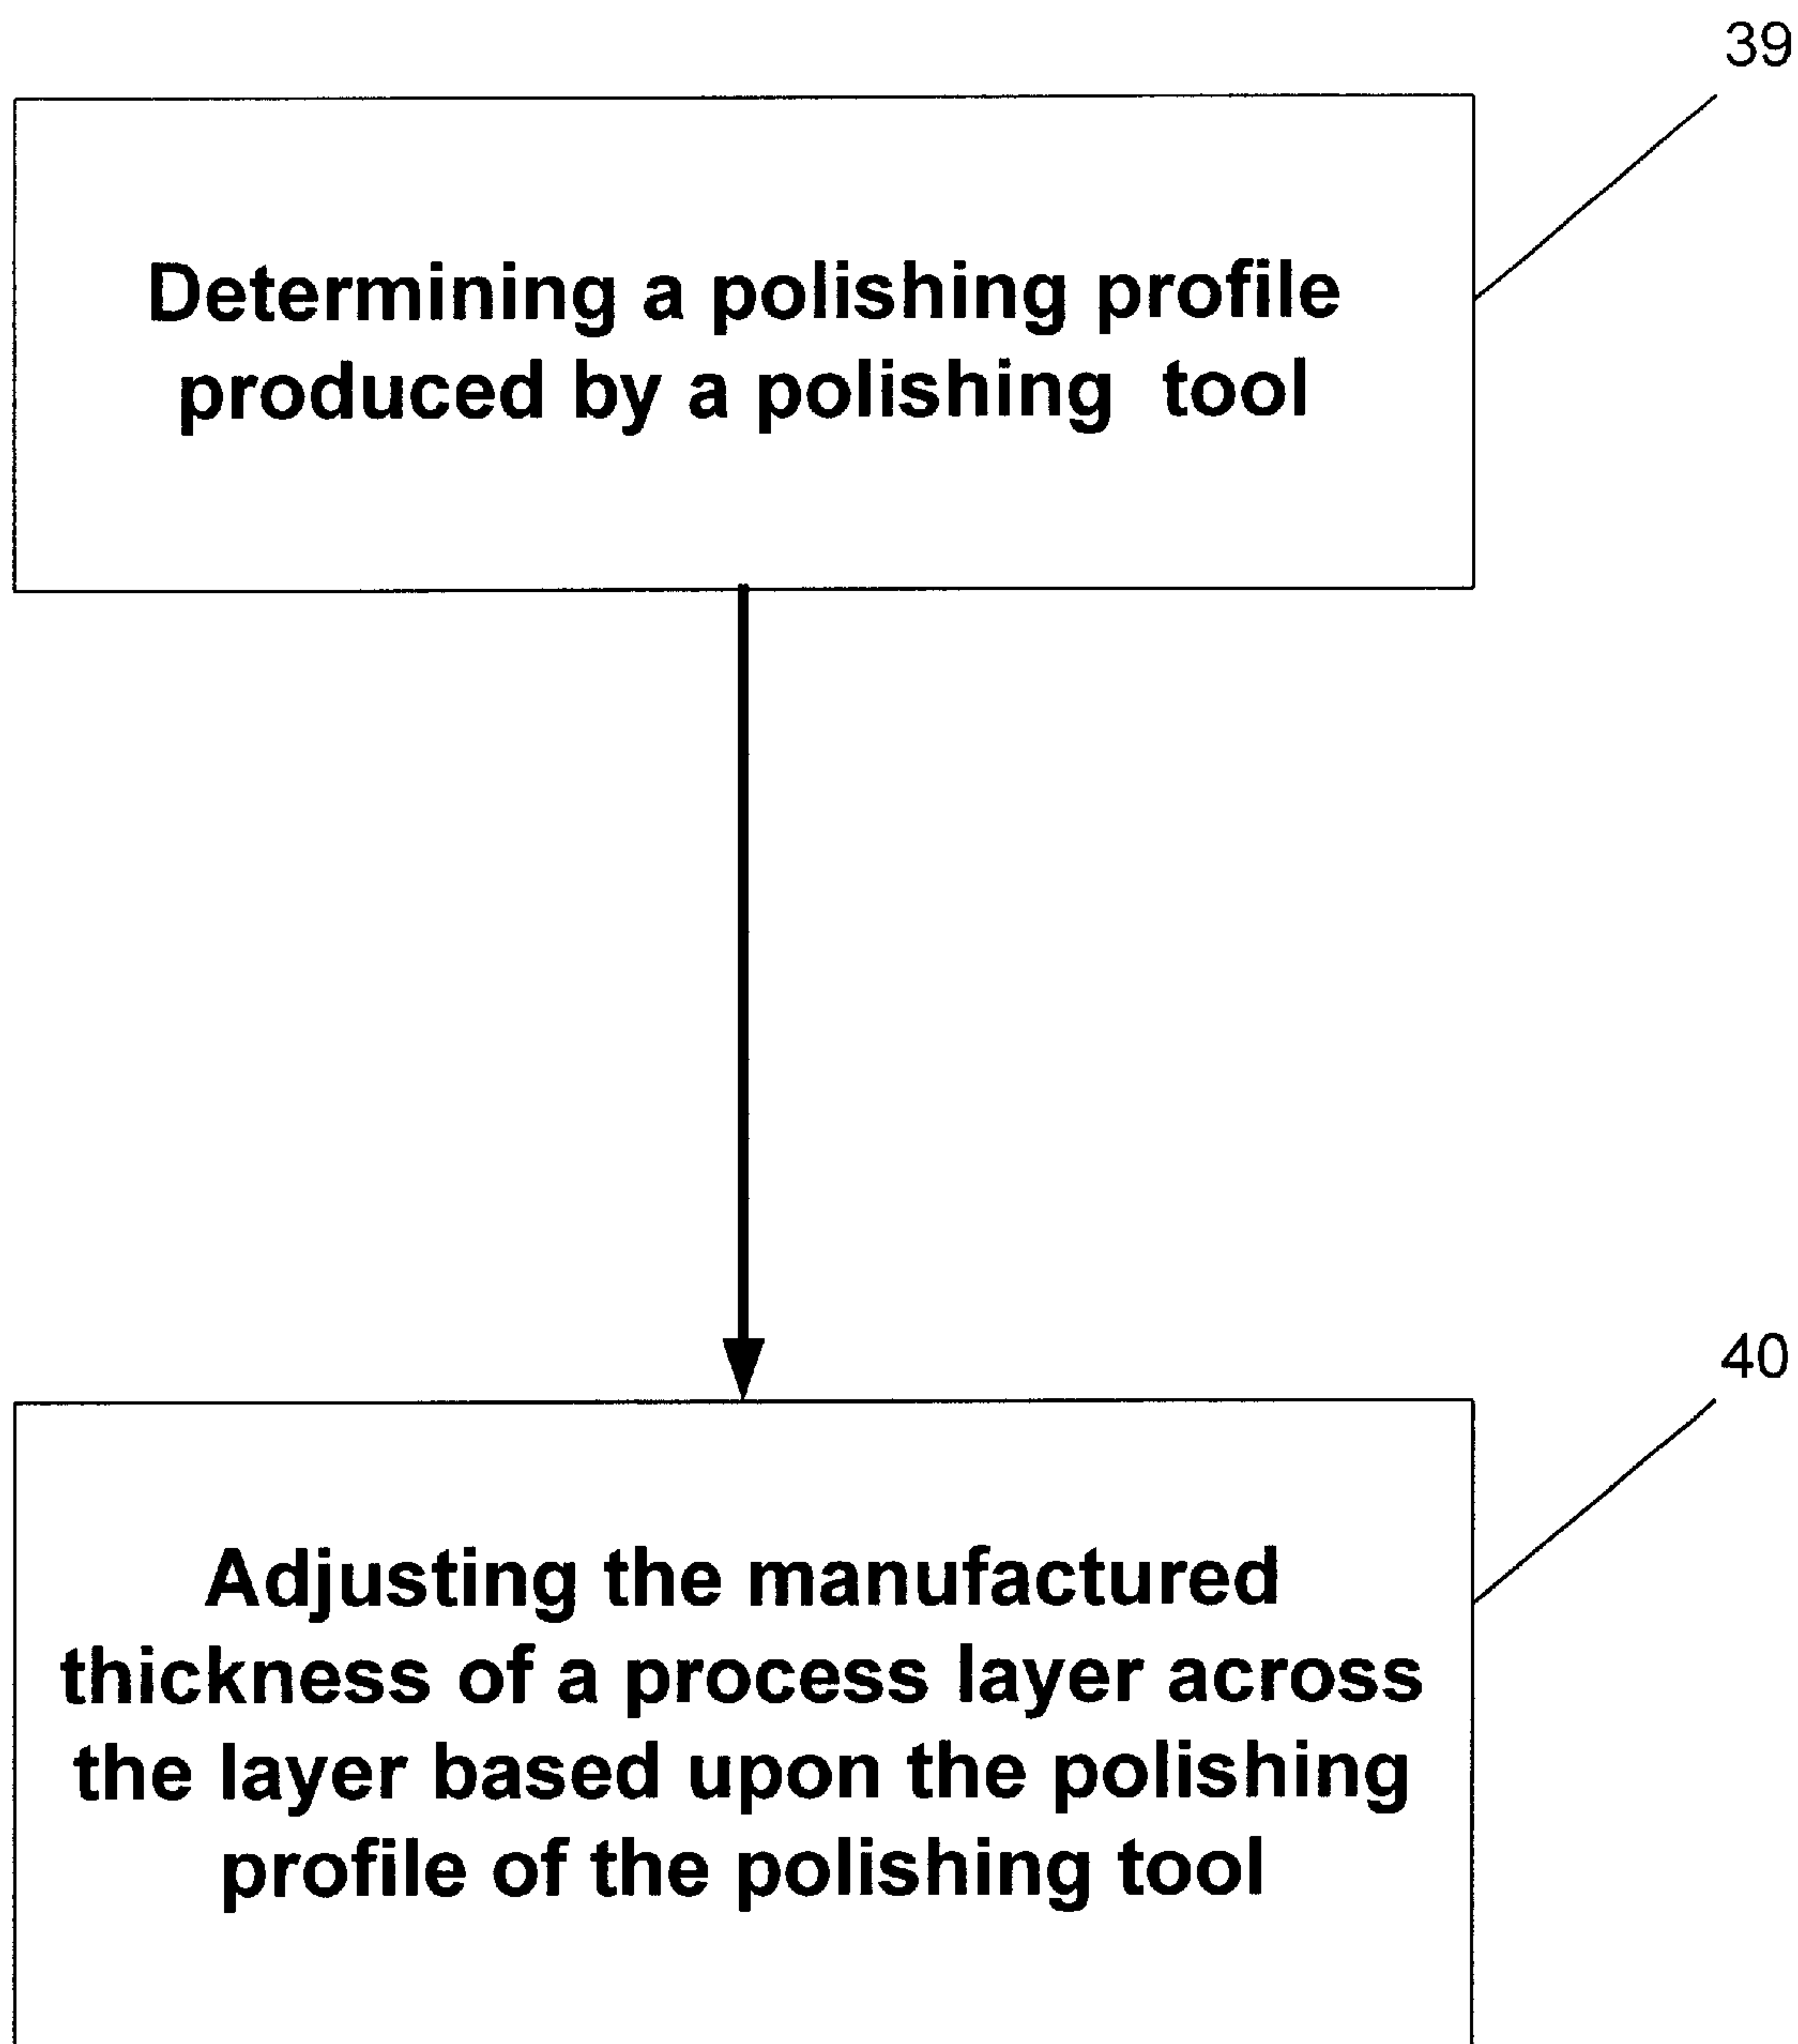 39
Determining a polishing profile
produced by a polishing tool
40
Adjusting the manufactured
thickness of a process layer across
the layer based upon the polishing
profile of the polishing tool